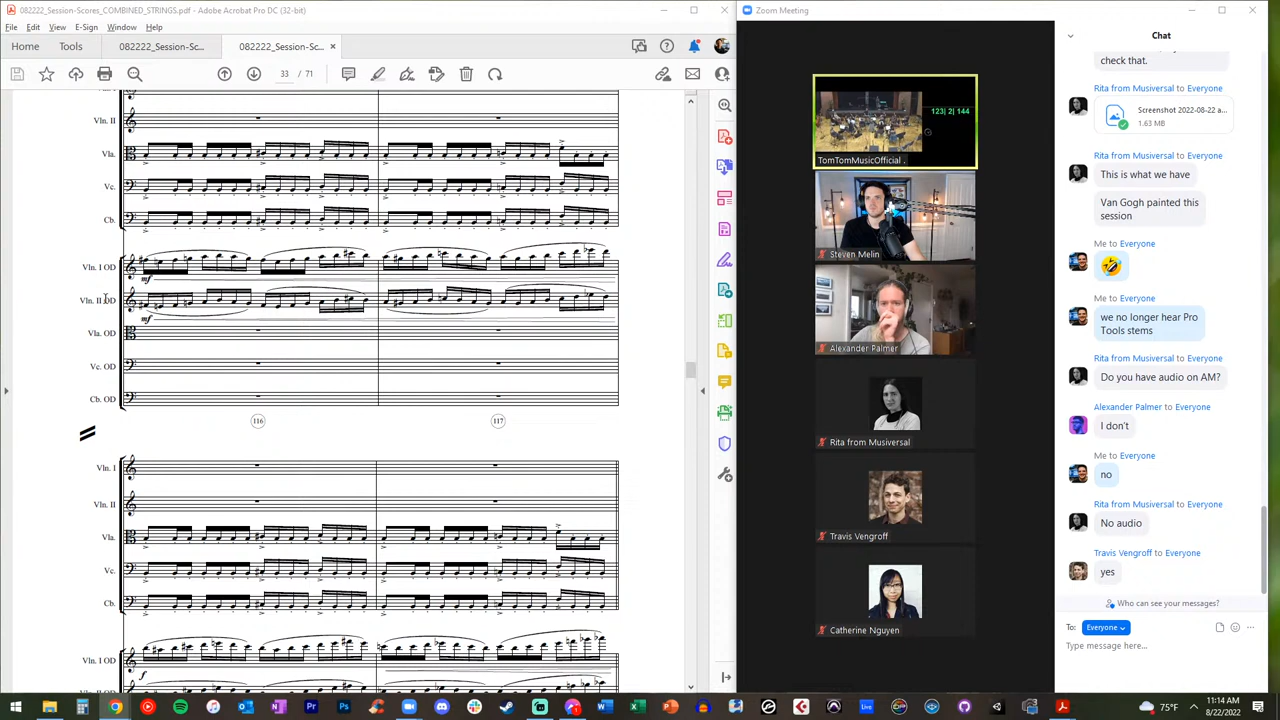 082222_Session-Scores_COMBINED_STRINGS.pdf - Adobe Acrobat Pro DC (32-bit)
File Edit View E-Sign Window Help
Home Tools 082222_Session-Sc... 082222_Session-Sc... ×
33 / 71
Vln. II
Vla.
Vc.
Cb.
Vln. I OD
mf
Vln. II OD
mf
Vla. OD
Vc. OD
Cb. OD
116 117
Vln. I
Vln. II
Vla.
Vc.
Cb.
Vln. I OD
f
Zoom Meeting
123| 2| 144
TomTomMusicOfficial .
Steven Melin
Alexander Palmer
Rita from Musiversal
Travis Vengroff
Catherine Nguyen
Chat
check that.
Rita from Musiversal to Everyone
Screenshot 2022-08-22 a...
1.63 MB
Rita from Musiversal to Everyone
This is what we have
Van Gogh painted this
session
Me to Everyone
🤣
Me to Everyone
we no longer hear Pro
Tools stems
Rita from Musiversal to Everyone
Do you have audio on AM?
Alexander Palmer to Everyone
I don't
Me to Everyone
no
Rita from Musiversal to Everyone
No audio
Travis Vengroff to Everyone
yes
Who can see your messages?
To: Everyone
Type message here...
75°F
11:14 AM
8/22/2022